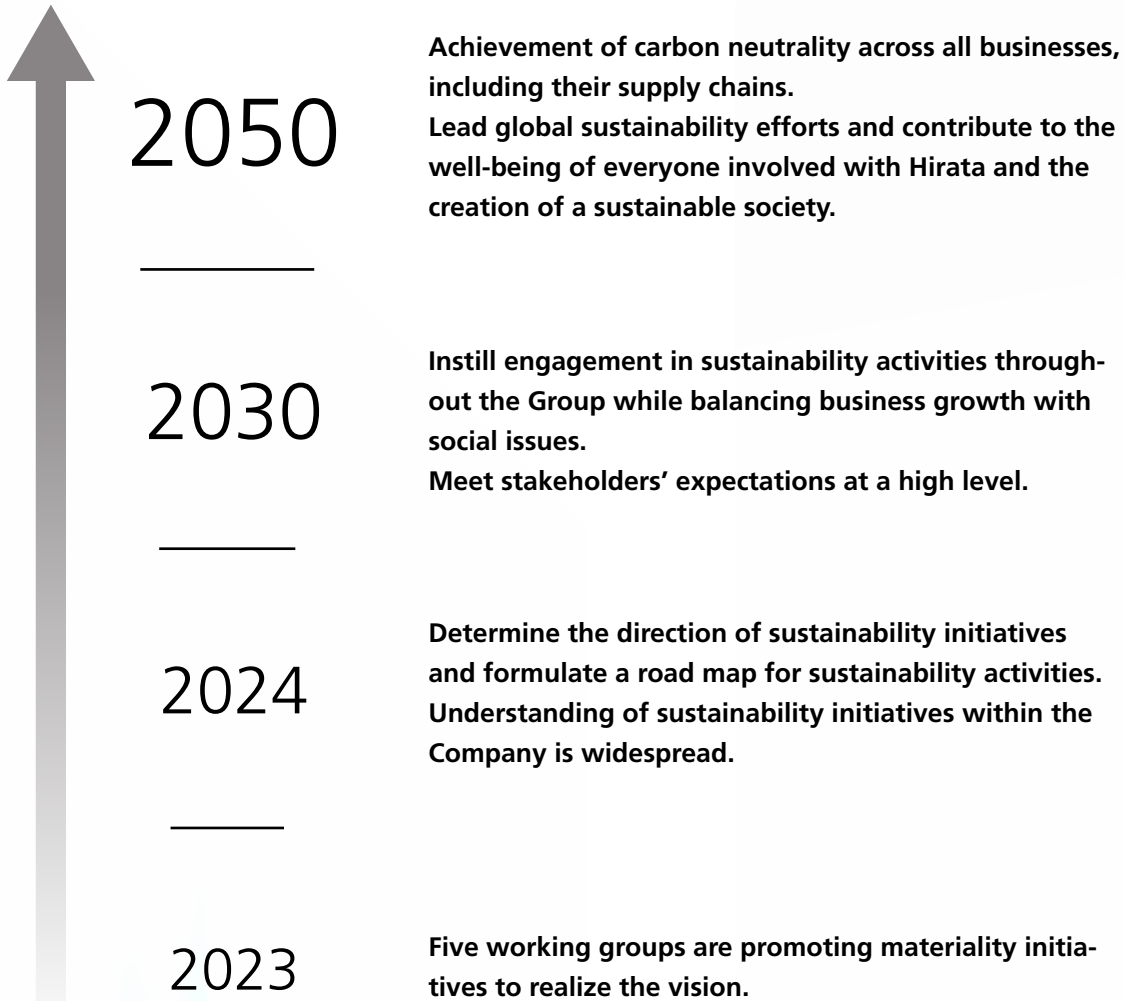 2050
Achievement of carbon neutrality across all businesses,
including their supply chains.
Lead global sustainability efforts and contribute to the
well-being of everyone involved with Hirata and the
creation of a sustainable society.
2030
Instill engagement in sustainability activities through-
out the Group while balancing business growth with
social issues.
Meet stakeholders’ expectations at a high level.
2024
Determine the direction of sustainability initiatives
and formulate a road map for sustainability activities.
Understanding of sustainability initiatives within the
Company is widespread.
2023
Five working groups are promoting materiality initia-
tives to realize the vision.